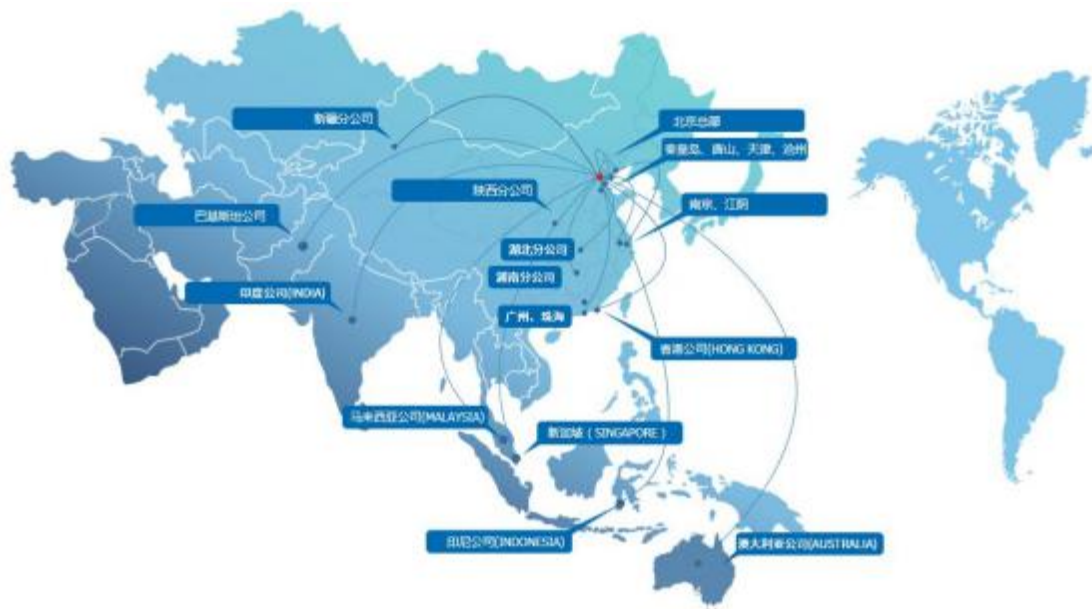 新疆分公司
北京总部
秦皇岛、唐山、天津、沧州
陕西分公司
巴基斯坦公司
南京、江阴
湖北分公司
湖南分公司
印度公司(INDIA)
广州、珠海
香港公司(HONG KONG)
马来西亚公司(MALAYSIA)
新加坡（SINGAPORE）
印尼公司(INDONESIA)
澳大利亚公司(AUSTRALIA)